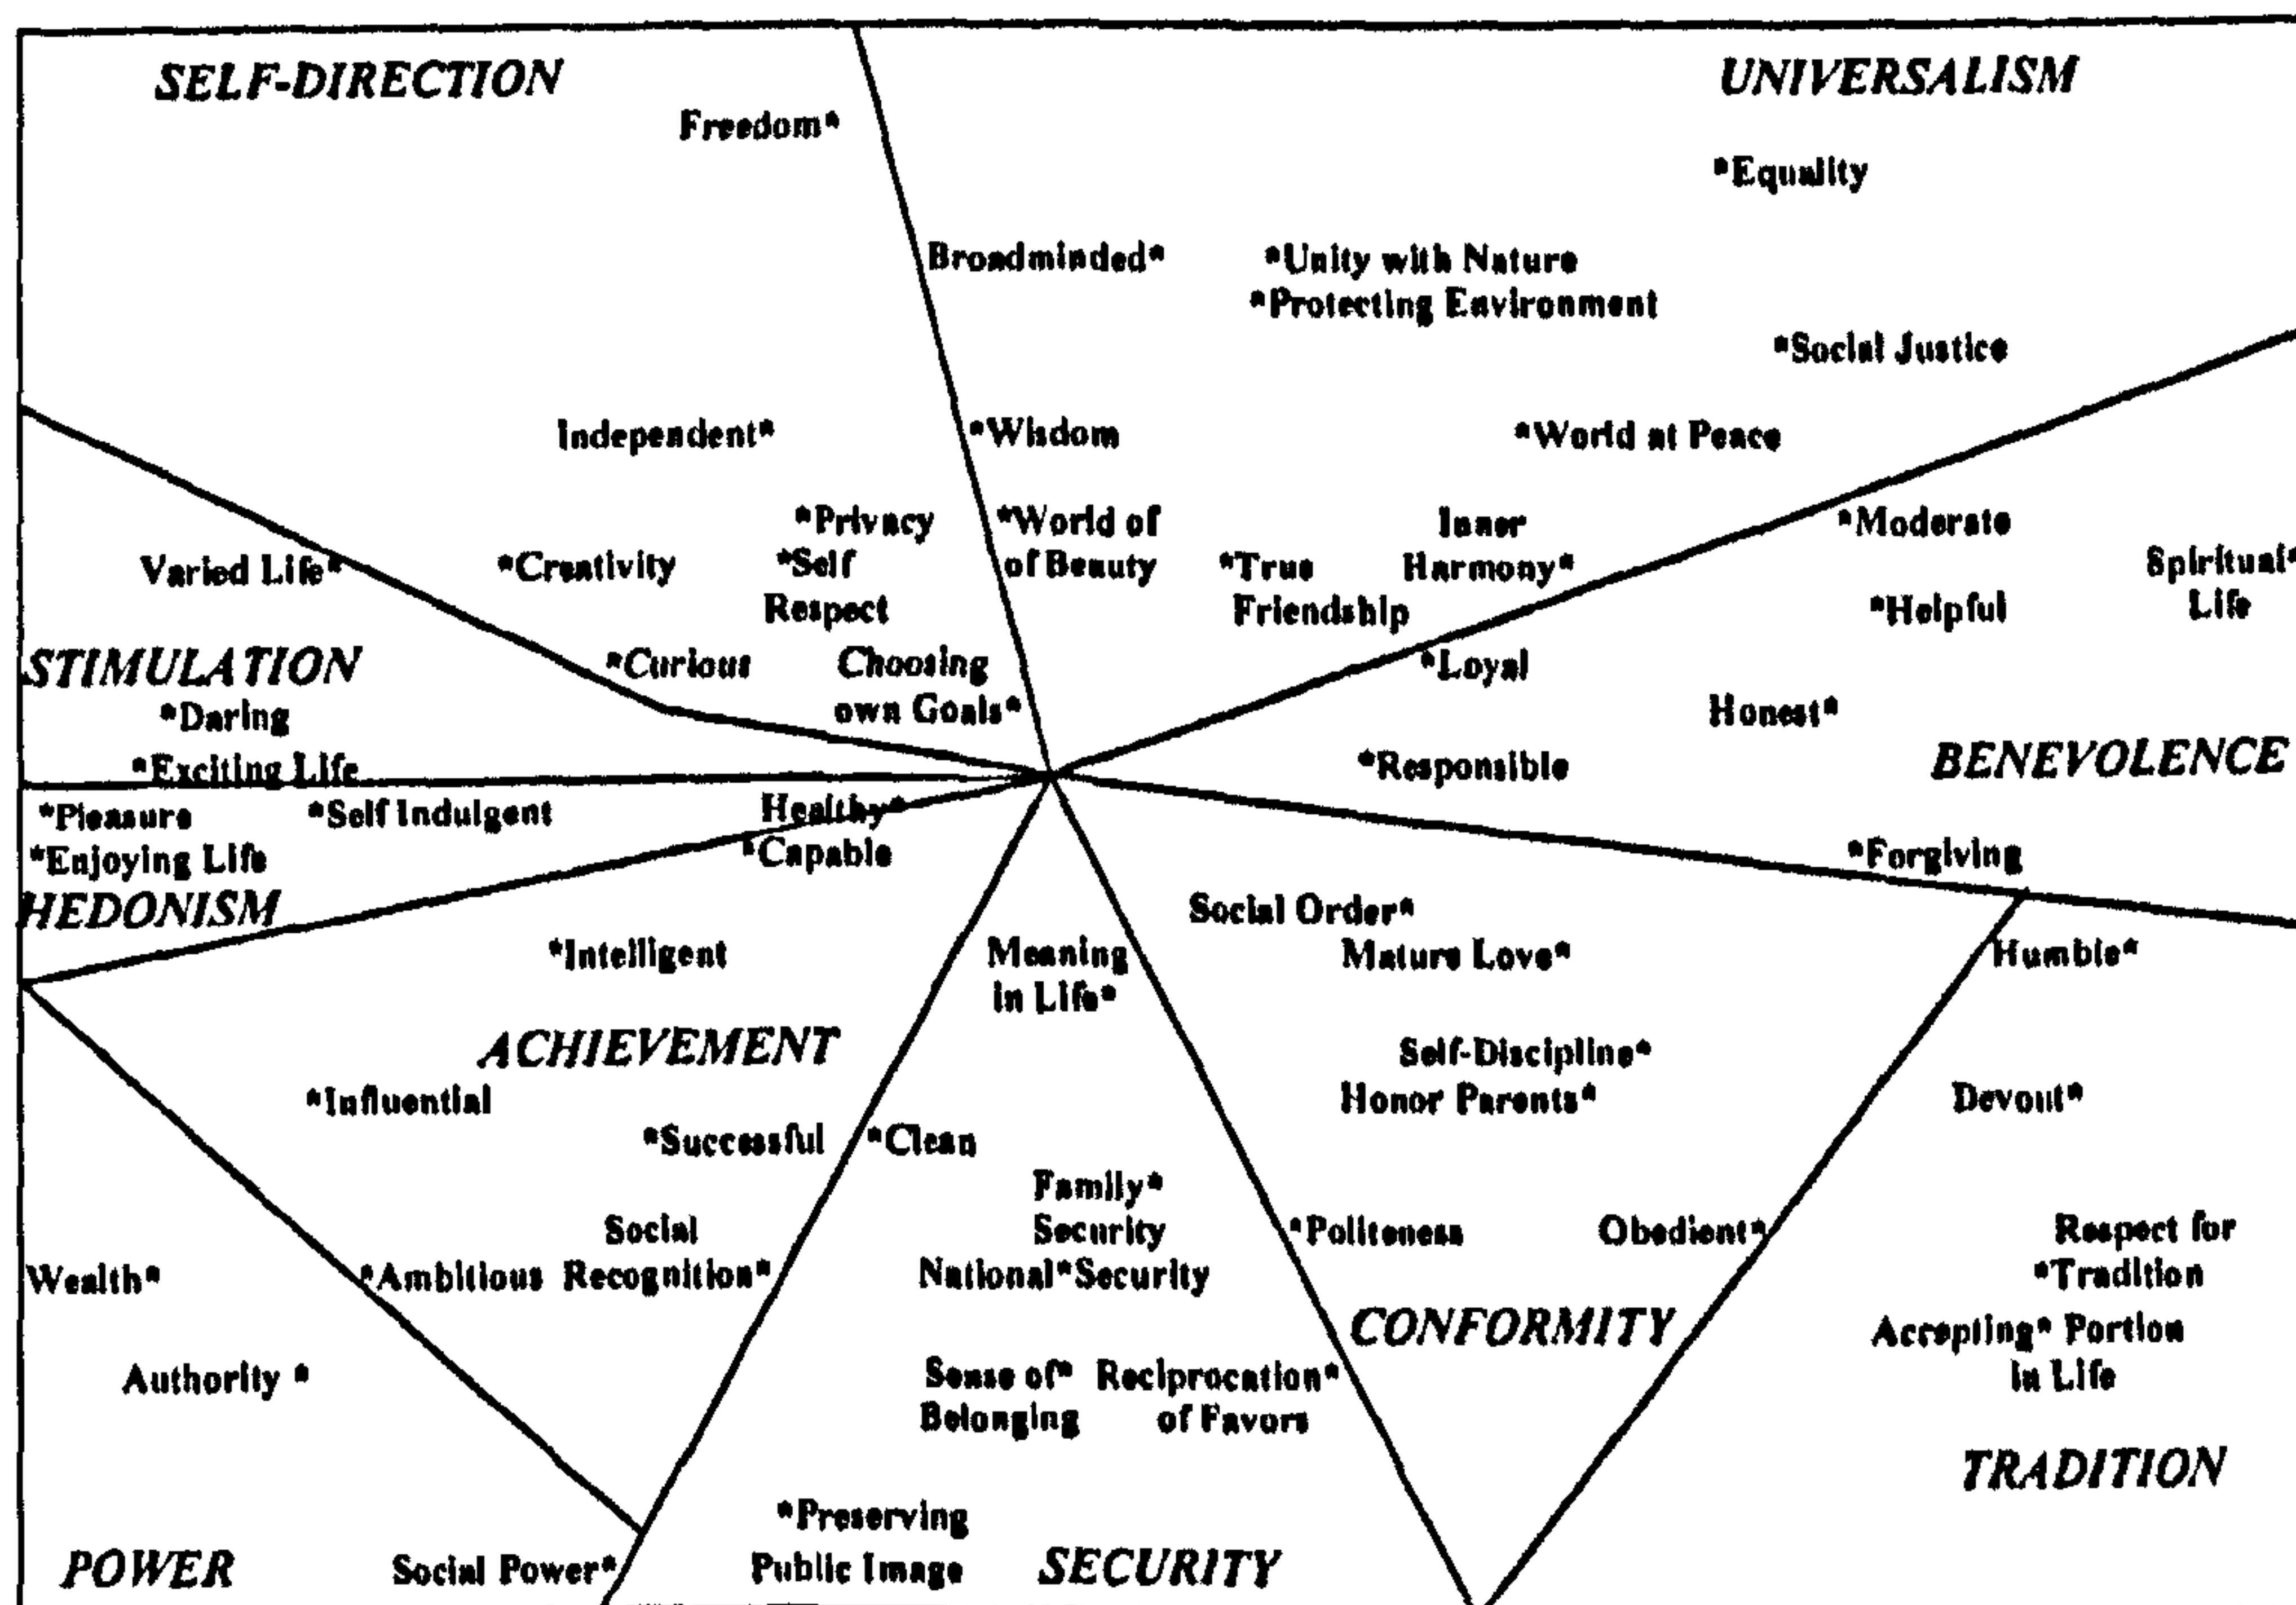 SELF-DIRECTION
UNIVERSALISM
Freedom*
*Equality
Broadminded*
*Unity with Nature
*Protecting Environment
*Social Justice
Independent*
*Wisdom
*World at Peace
*Privacy
*World of
of Beauty
Inner
Harmony*
*Moderate
Varied Life*
*Creativity
*Self
Respect
*True
Friendship
Spiritual*
Life
*Helpful
STIMULATION
*Curious
Choosing
own Goals*
*Loyal
*Daring
Honest*
*Exciting Life
*Responsible
BENEVOLENCE
*Pleasure
*Self Indulgent
Healthy*
*Enjoying Life
*Capable
*Forgiving
HEDONISM
Social Order*
*Intelligent
Meaning
in Life*
Mature Love*
Humble*
ACHIEVEMENT
Self-Discipline*
*Influential
Honor Parents*
Devout*
*Successful
*Clean
Family*
Security
Social
Recognition*
*Politeness
Obedient*
Respect for
*Tradition
Wealth*
*Ambitious
National*Security
CONFORMITY
Accepting* Portion
in Life
Authority *
Sense of*
Belonging
Reciprocation*
of Favors
TRADITION
*Preserving
Public Image
POWER
Social Power*
SECURITY